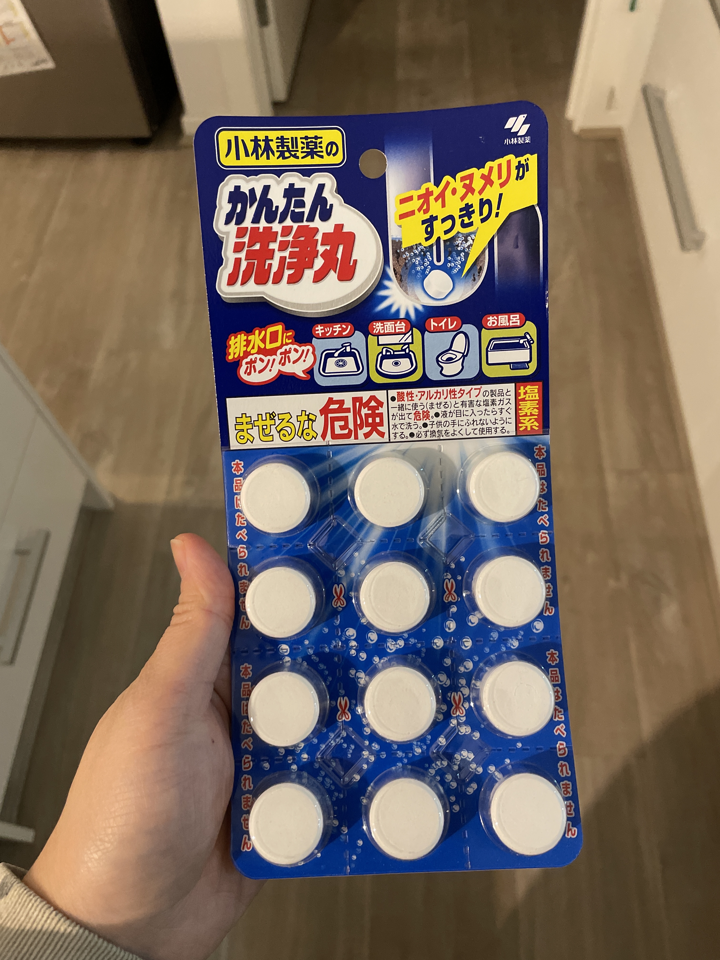 小林製薬の
小林製薬
かんたん
洗浄丸
ニオイ・ヌメリが
すっきり!
排水口に
ポン!ポン!
キッチン
洗面台
トイレ
お風呂
まぜるな危険
●酸性・アルカリ性タイプの製品と
一緒に使う(まぜる)と有害な塩素ガス
が出て危険。●液が目に入ったらすぐ
水で洗う。●子供の手にふれないように
する。●必ず換気をよくして使用する。
塩素系
本品はたべられません
本品はたべられません
本品はたべられません
本品はたべられません